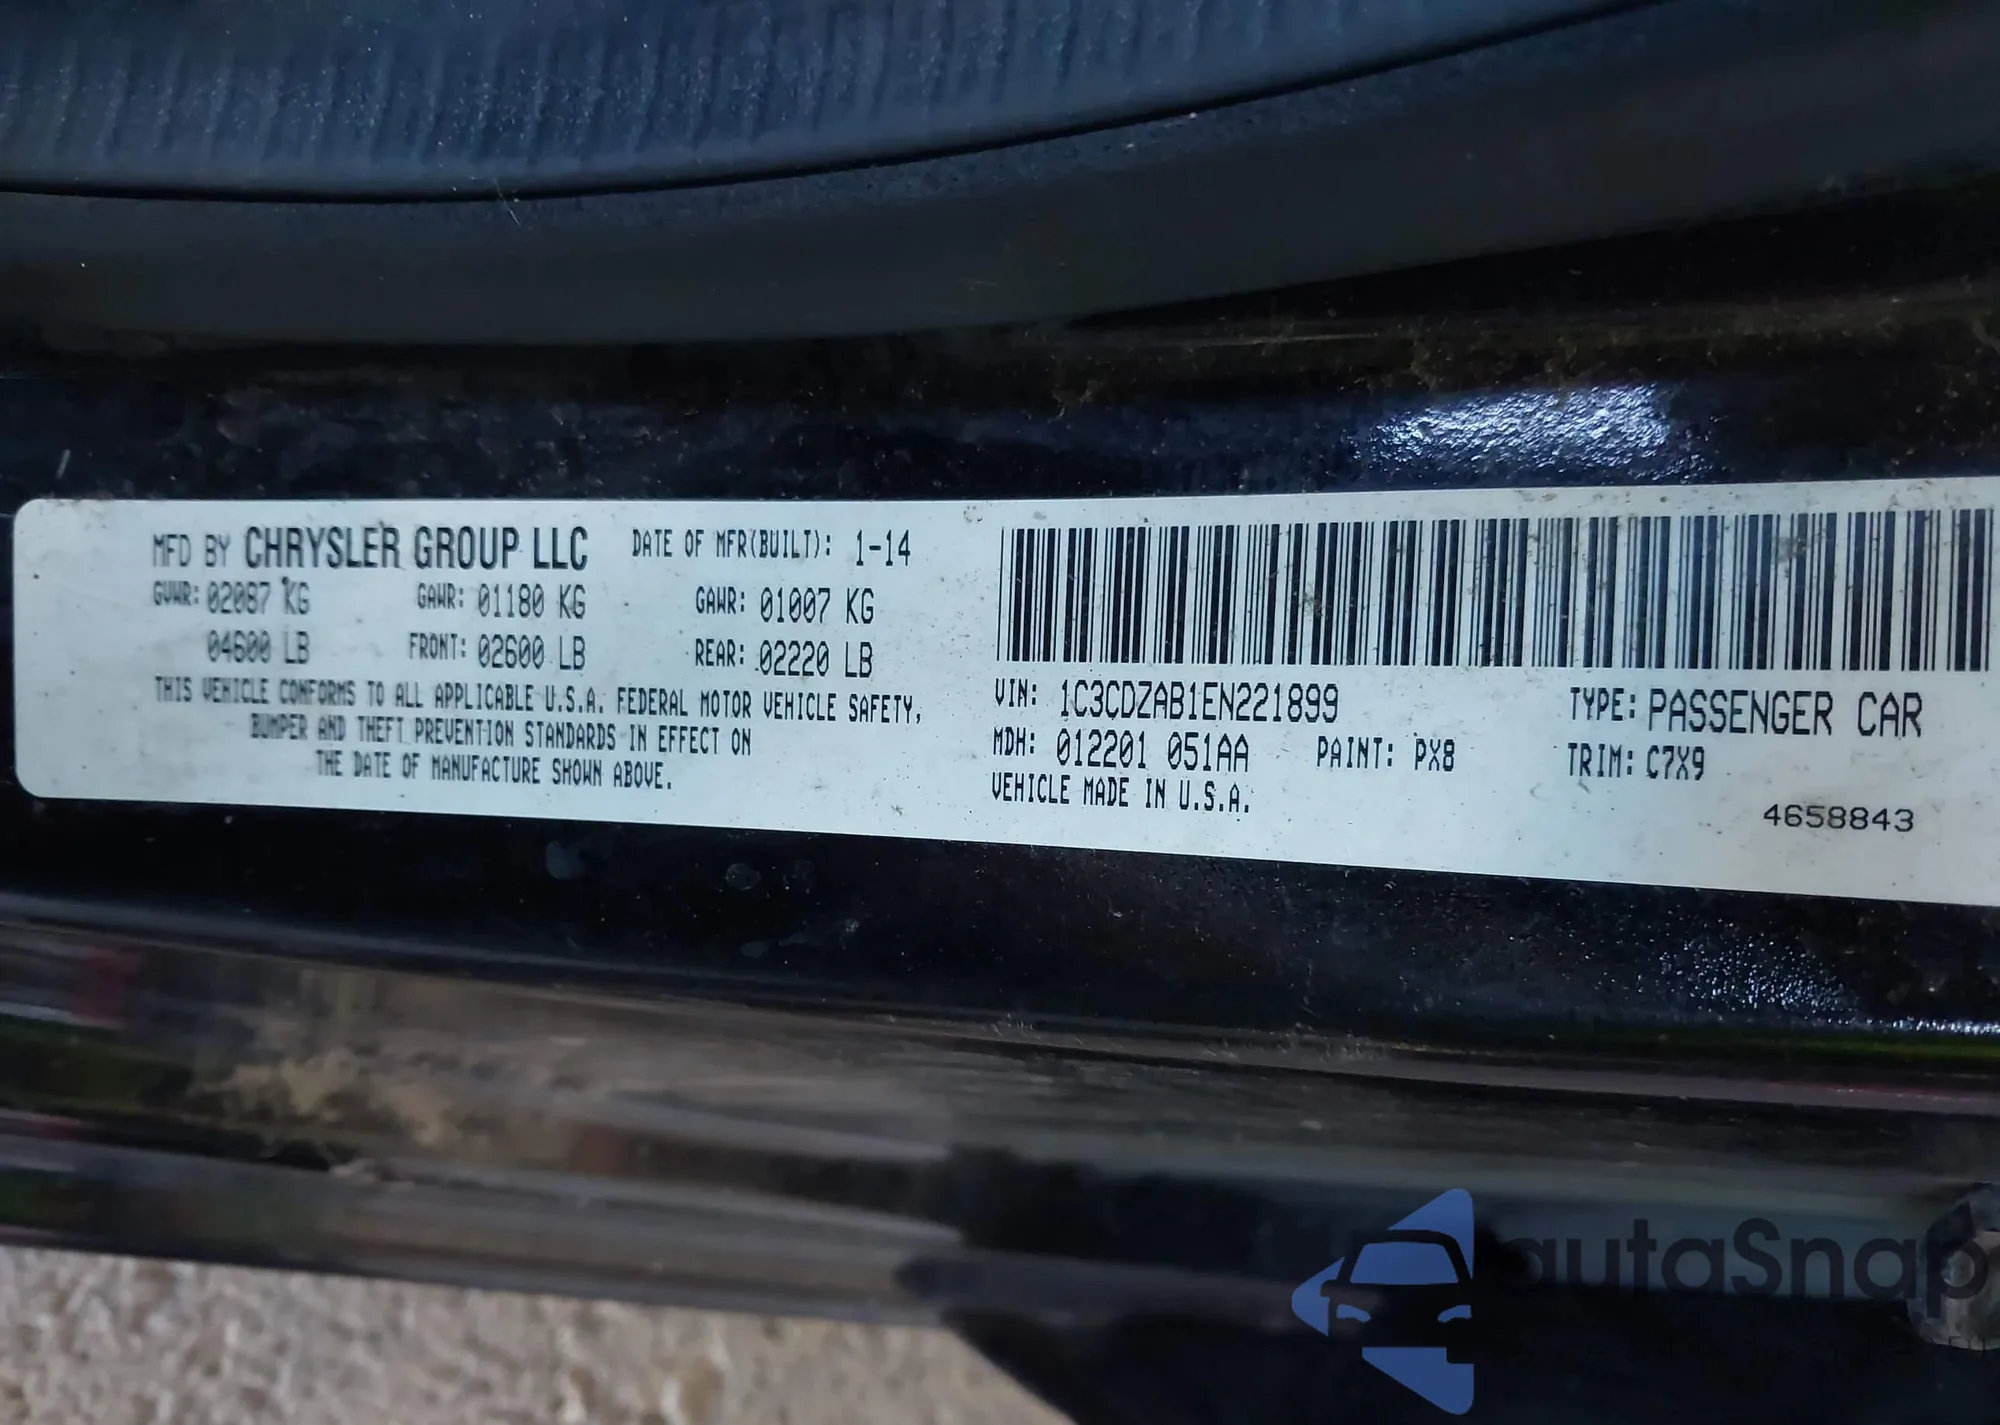 MFD BY CHRYSLER GROUP LLC DATE OF MFR(BUILT): 1-14
GVWR: 02087 KG GAWR: 01180 KG GAWR: 01007 KG
04600 LB FRONT: 02600 LB REAR: 02220 LB
THIS VEHICLE CONFORMS TO ALL APPLICABLE U.S.A. FEDERAL MOTOR VEHICLE SAFETY,
BUMPER AND THEFT PREVENTION STANDARDS IN EFFECT ON
THE DATE OF MANUFACTURE SHOWN ABOVE.
VIN: 1C3CDZAB1EN221899 TYPE: PASSENGER CAR
MDH: 012201 051AA PAINT: PX8 TRIM: C7X9
VEHICLE MADE IN U.S.A.
4658843
autaSnap